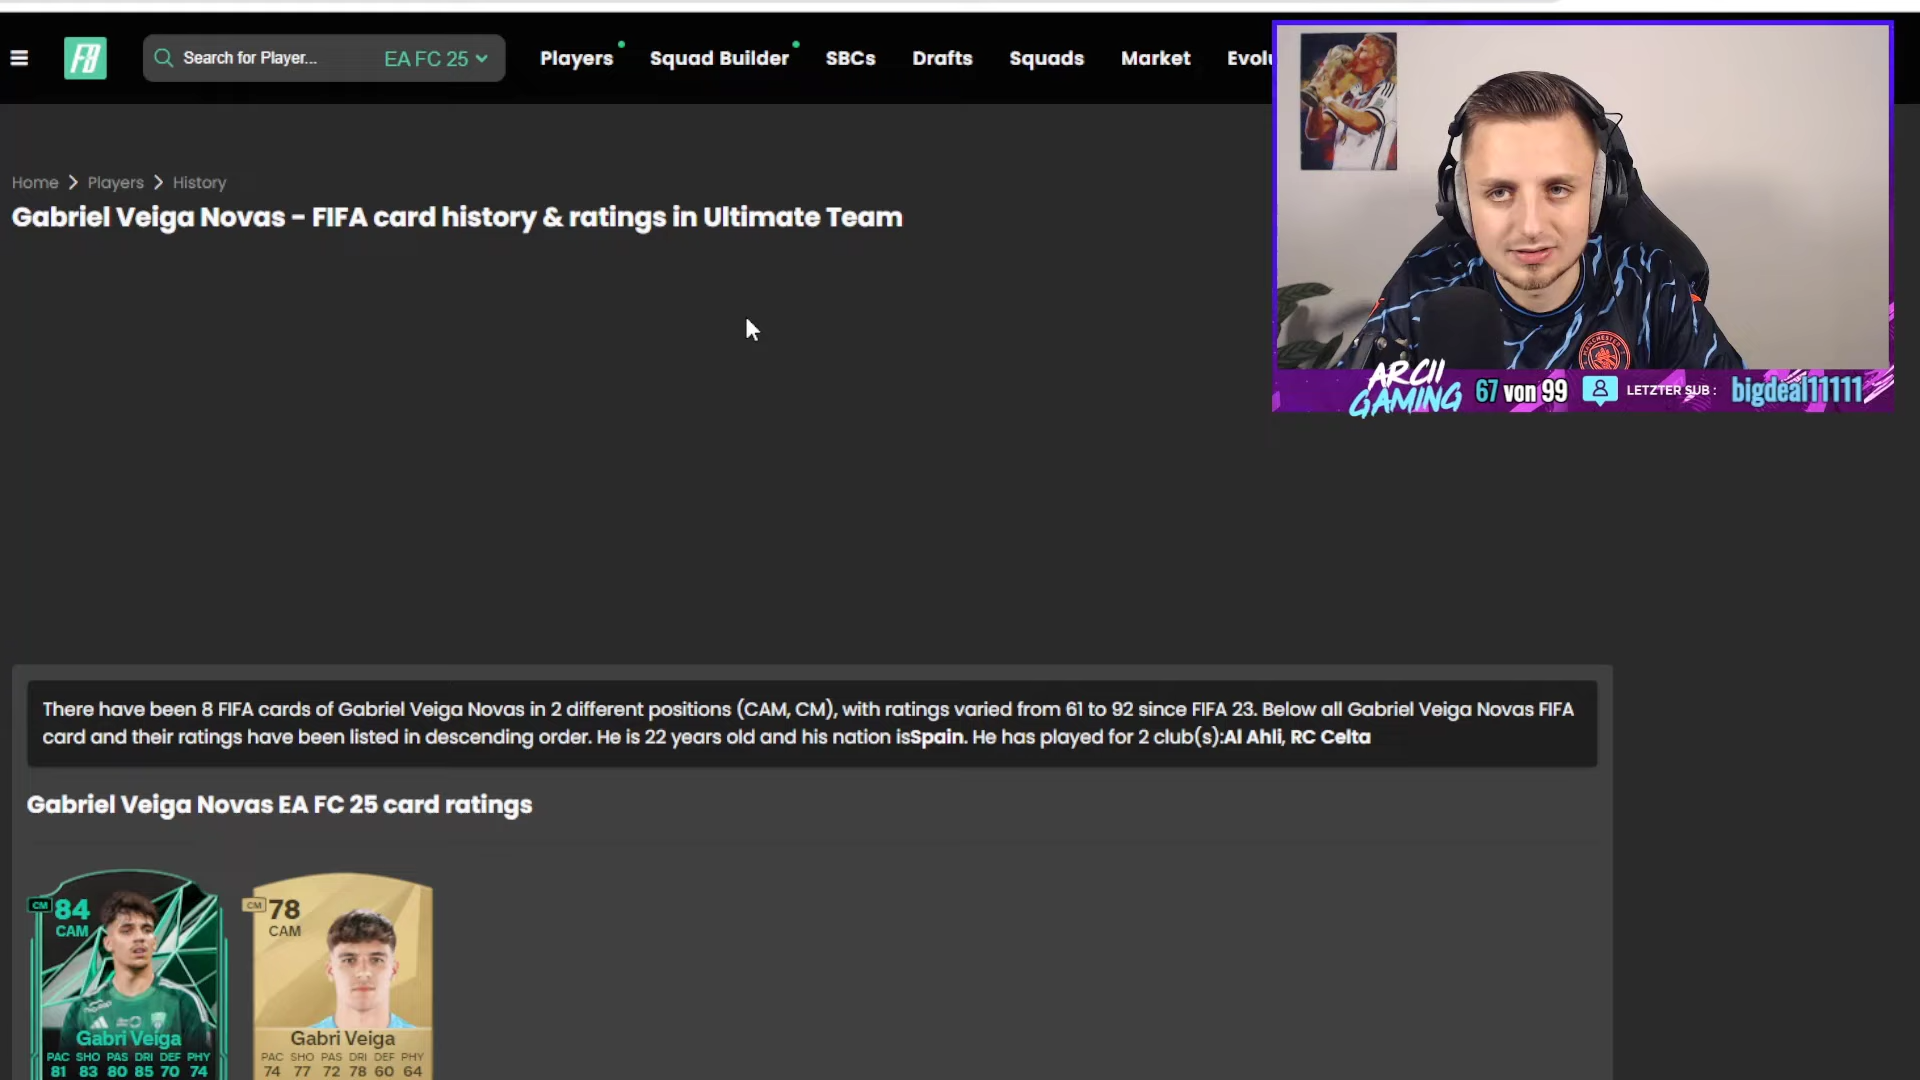 FB
Search for Player...
EA FC 25
Players
Squad Builder
SBCs
Drafts
Squads
Market
Evolu
Home > Players > History
Gabriel Veiga Novas - FIFA card history & ratings in Ultimate Team
MANCHESTER
ARCII
GAMING
67 von 99
LETZTER SUB :
bigdeal11111
There have been 8 FIFA cards of Gabriel Veiga Novas in 2 different positions (CAM, CM), with ratings varied from 61 to 92 since FIFA 23. Below all Gabriel Veiga Novas FIFA
card and their ratings have been listed in descending order. He is 22 years old and his nation isSpain. He has played for 2 club(s):Al Ahli, RC Celta
Gabriel Veiga Novas EA FC 25 card ratings
CM 84
CAM
Gabri Veiga
PAC SHO PAS DRI DEF PHY
81 83 80 85 70 74
CM 78
CAM
Gabri Veiga
PAC SHO PAS DRI DEF PHY
74 77 72 78 60 64